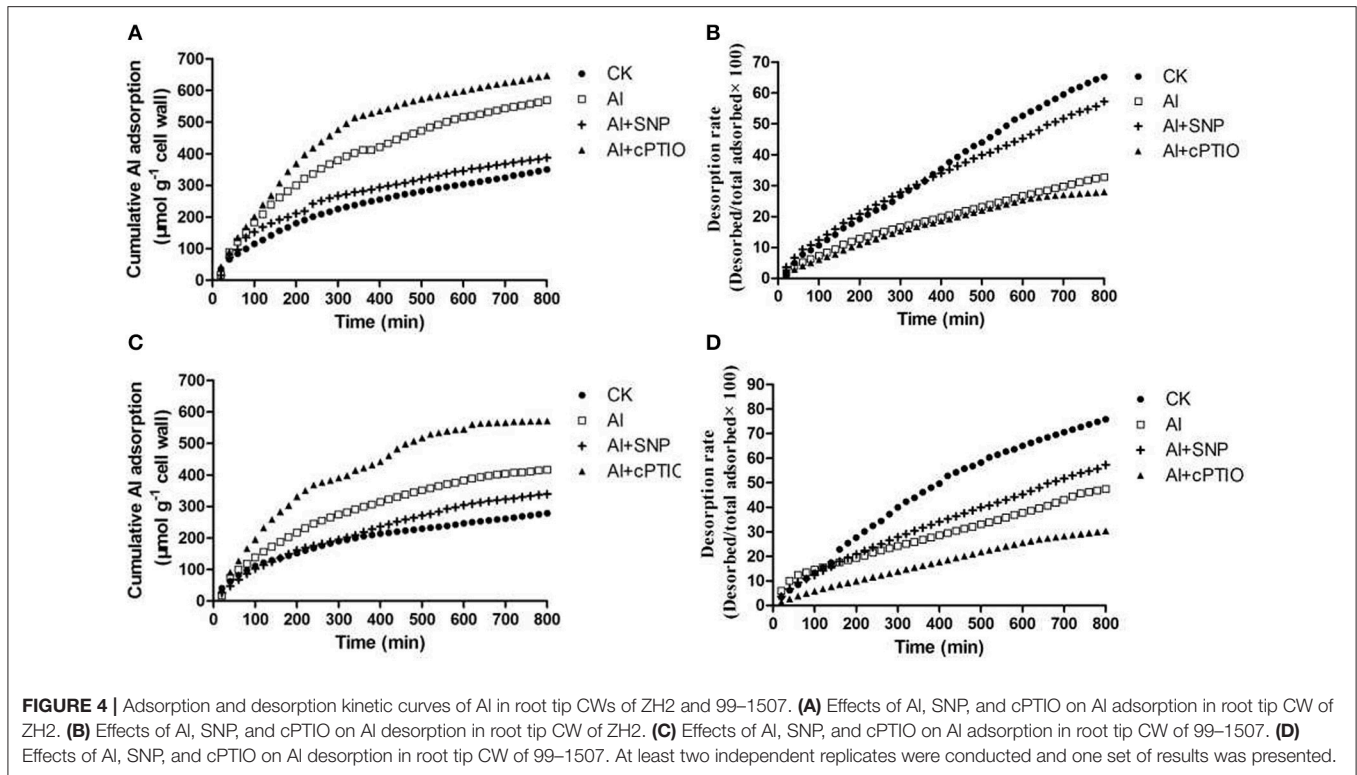 A
Cumulative Al adsorption
(µmol g-1 cell wall)
700
600
500
400
300
200
100
0
0 100 200 300 400 500 600 700 800
Time (min)
CK
Al
Al+SNP
Al+cPTIO
B
Desorption rate
(Desorbed/total adsorbed× 100)
70
60
50
40
30
20
10
0
0 100 200 300 400 500 600 700 800
Time (min)
CK
Al
Al+SNP
Al+cPTIO
C
Cumulative Al adsorption
(µmol g-1 cell wall)
700
600
500
400
300
200
100
0
0 100 200 300 400 500 600 700 800
Time (min)
CK
Al
Al+SNP
Al+cPTIC
D
Desorption rate
(Desorbed/total adsorbed× 100)
90
80
70
60
50
40
30
20
10
0
0 100 200 300 400 500 600 700 800
Time (min)
CK
Al
Al+SNP
Al+cPTIO
FIGURE 4 | Adsorption and desorption kinetic curves of Al in root tip CWs of ZH2 and 99–1507. (A) Effects of Al, SNP, and cPTIO on Al adsorption in root tip CW of
ZH2. (B) Effects of Al, SNP, and cPTIO on Al desorption in root tip CW of ZH2. (C) Effects of Al, SNP, and cPTIO on Al adsorption in root tip CW of 99–1507. (D)
Effects of Al, SNP, and cPTIO on Al desorption in root tip CW of 99–1507. At least two independent replicates were conducted and one set of results was presented.